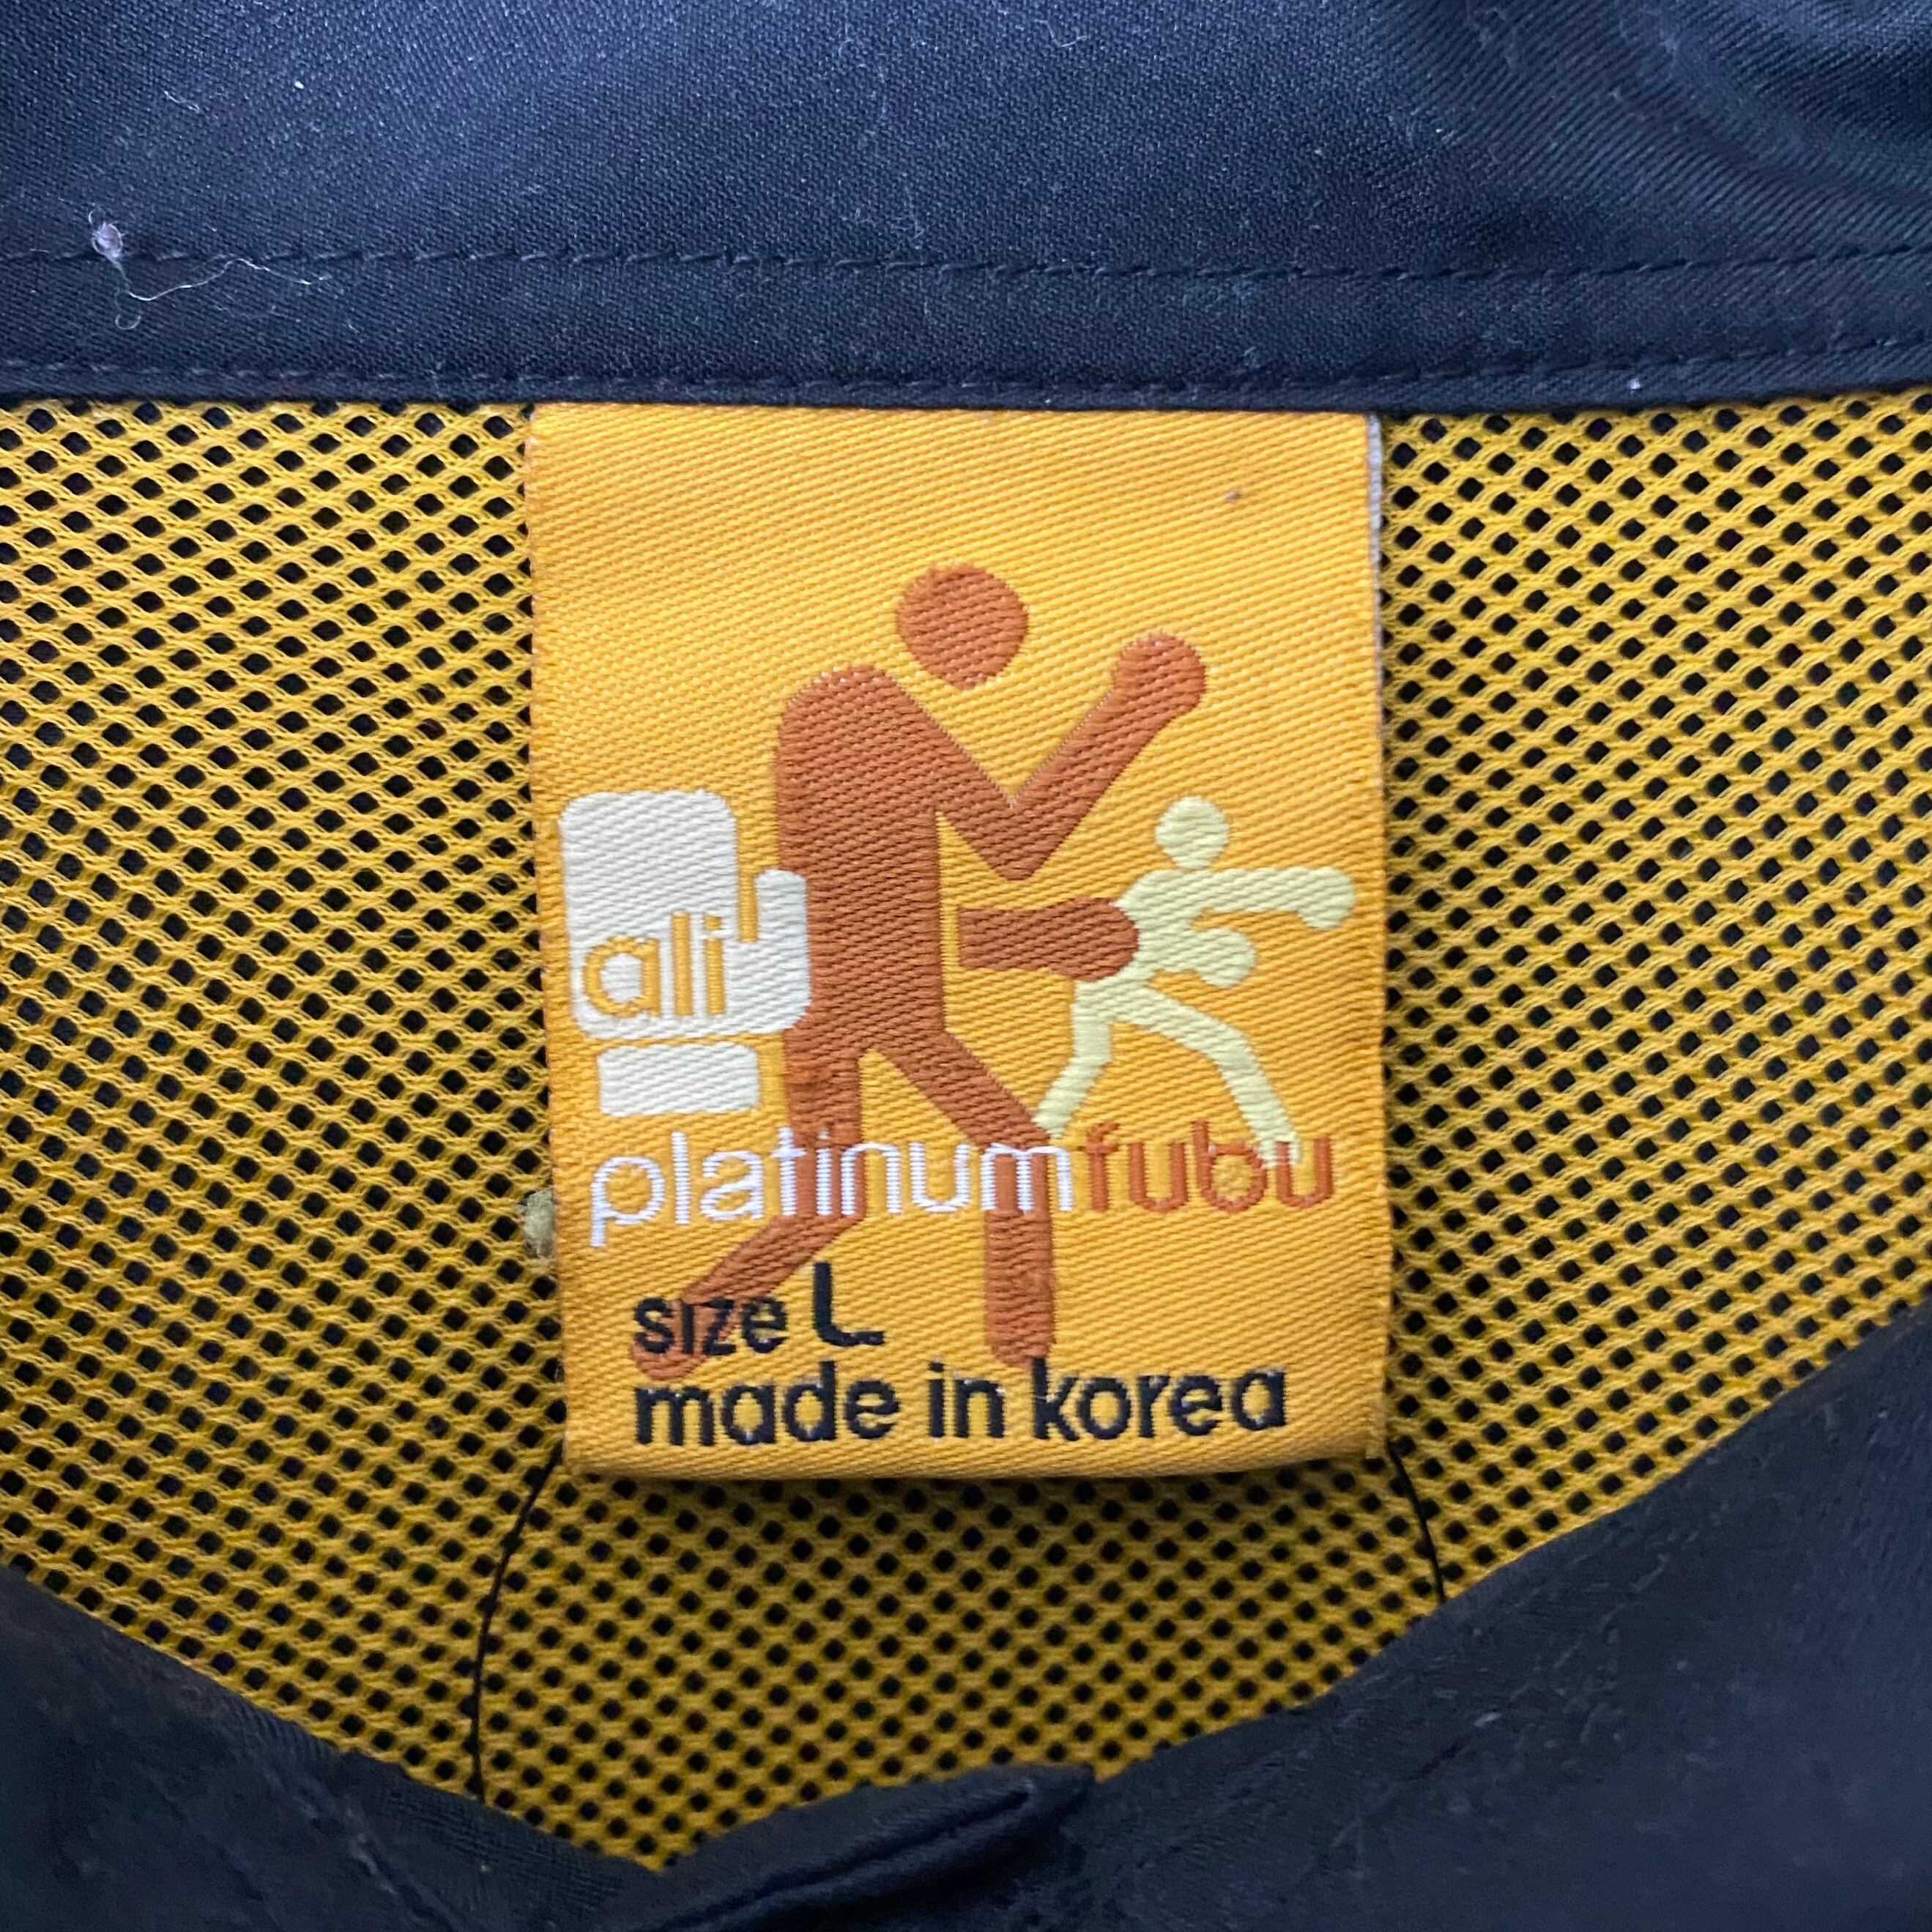 ali
platinumfubu
size L
made in korea